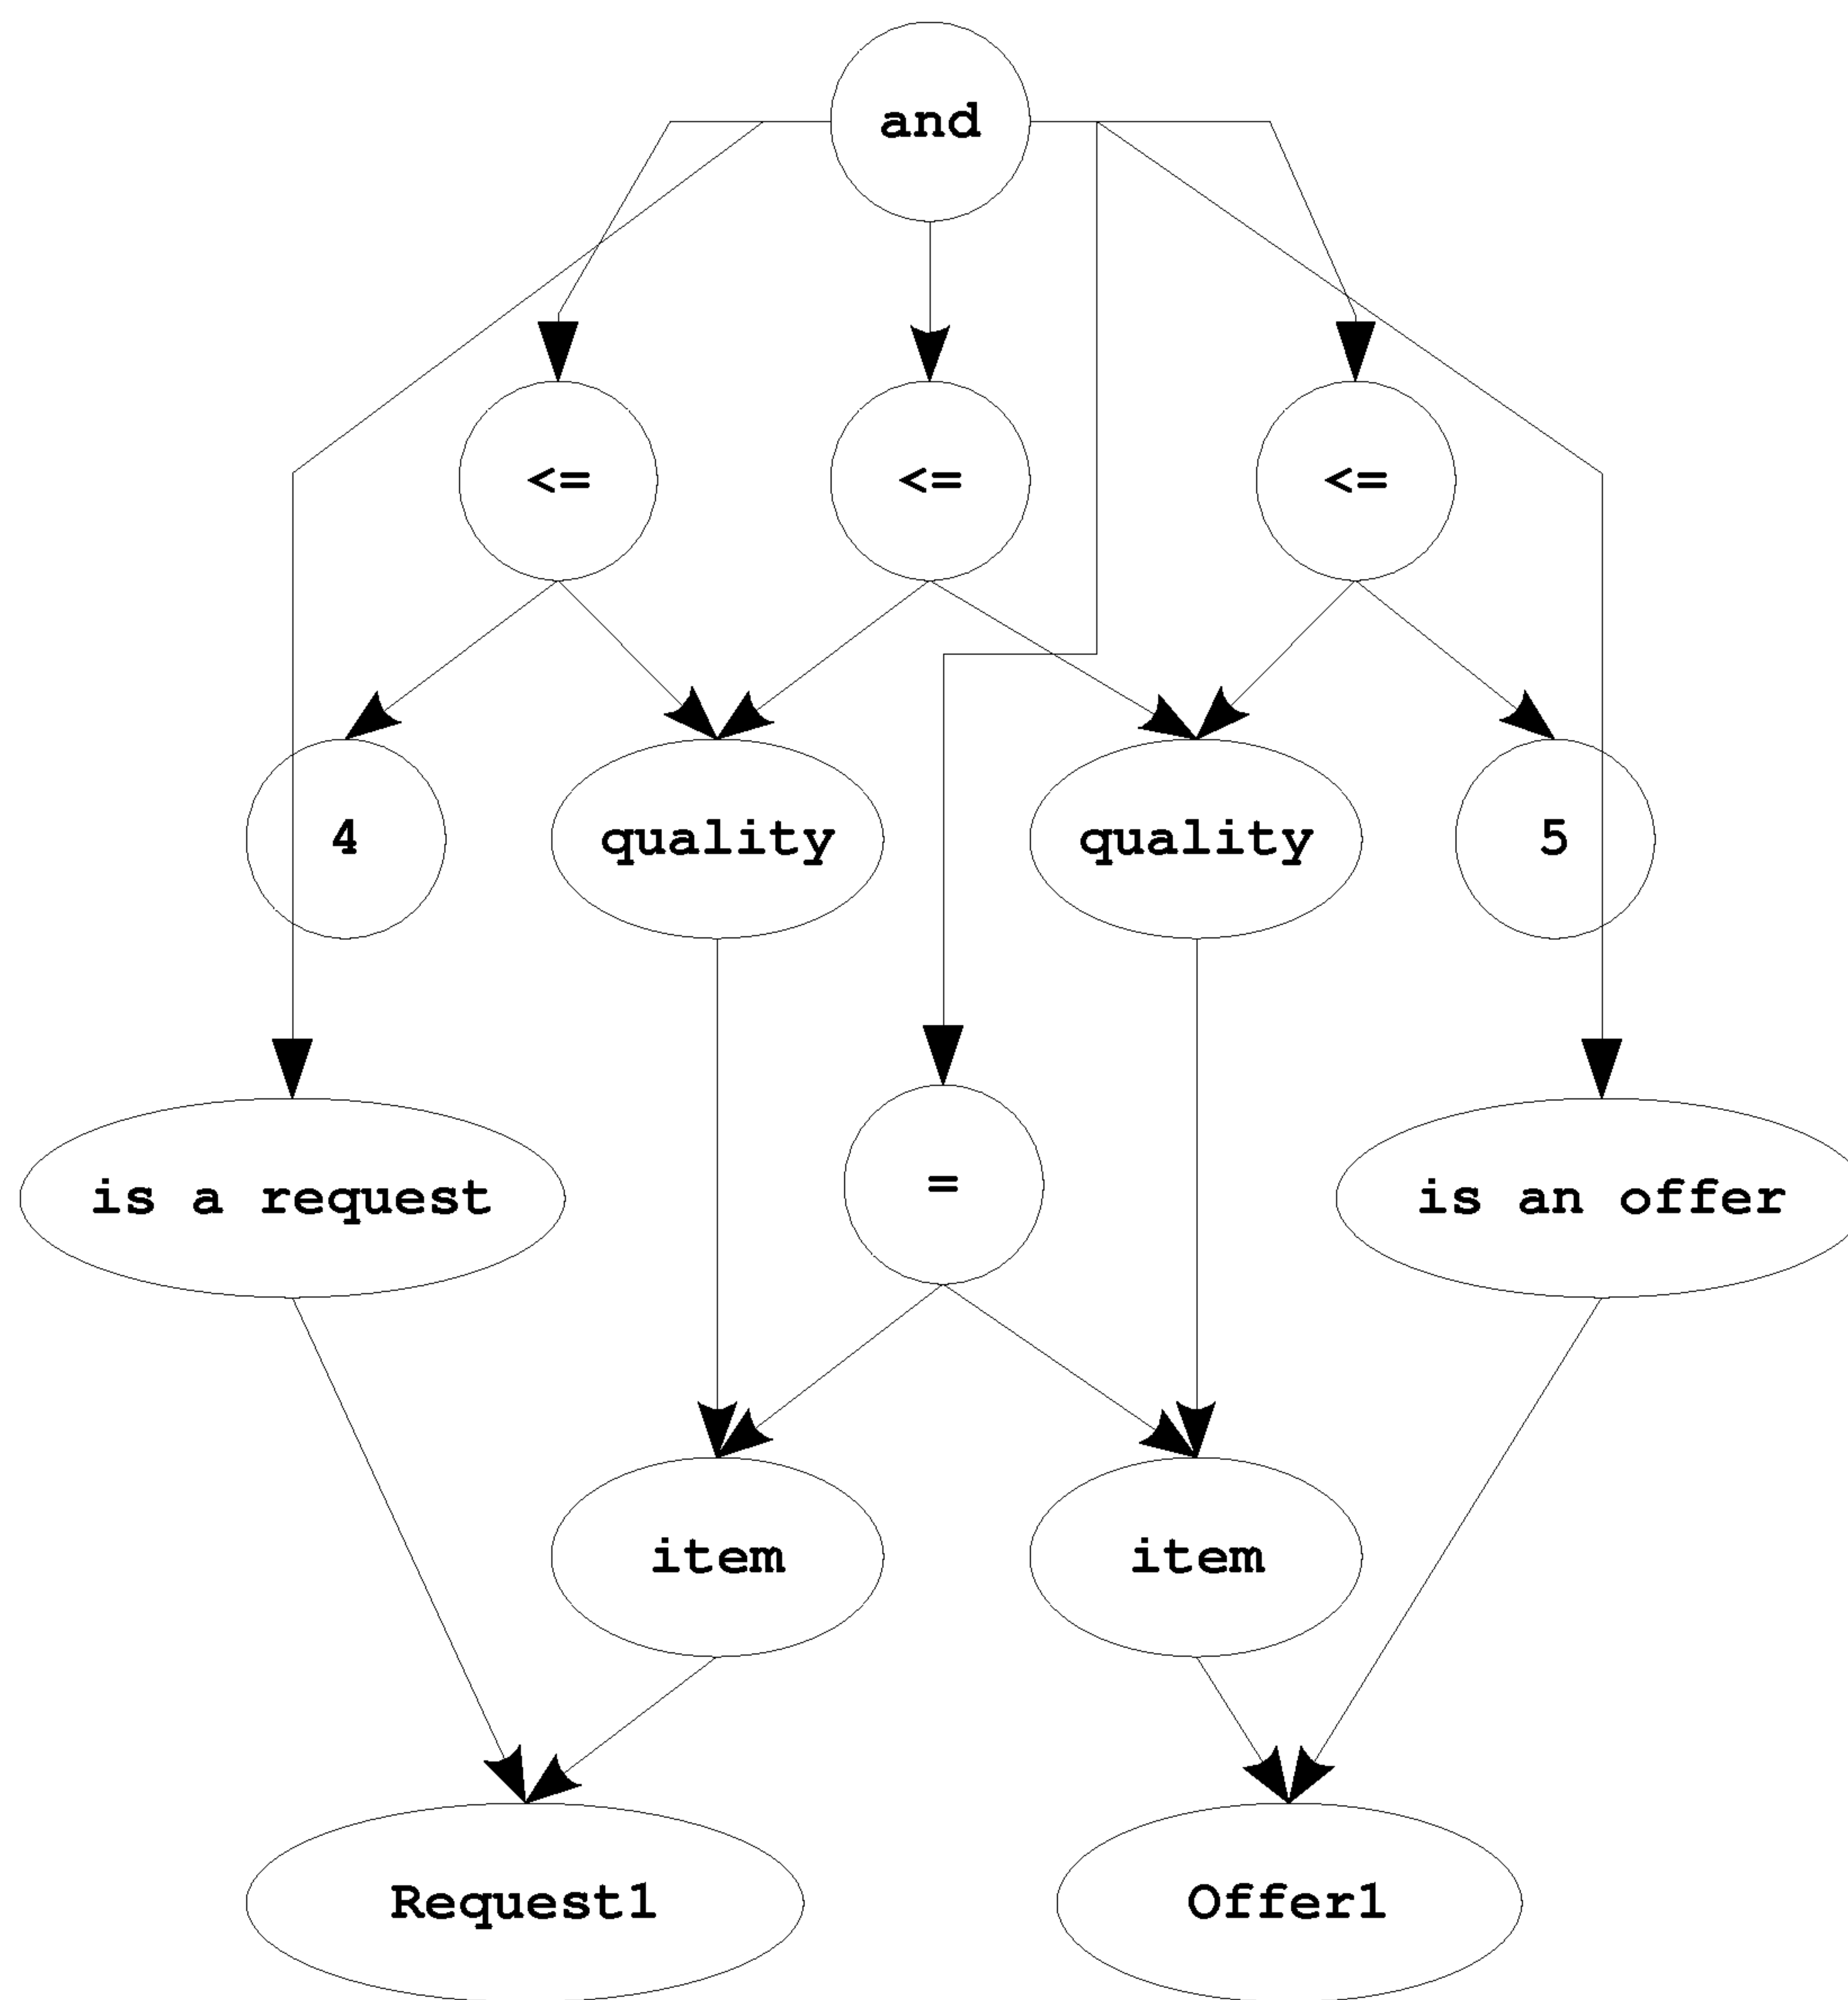 and
<=
<=
<=
4
quality
quality
5
is a request
=
is an offer
item
item
Request1
Offer1